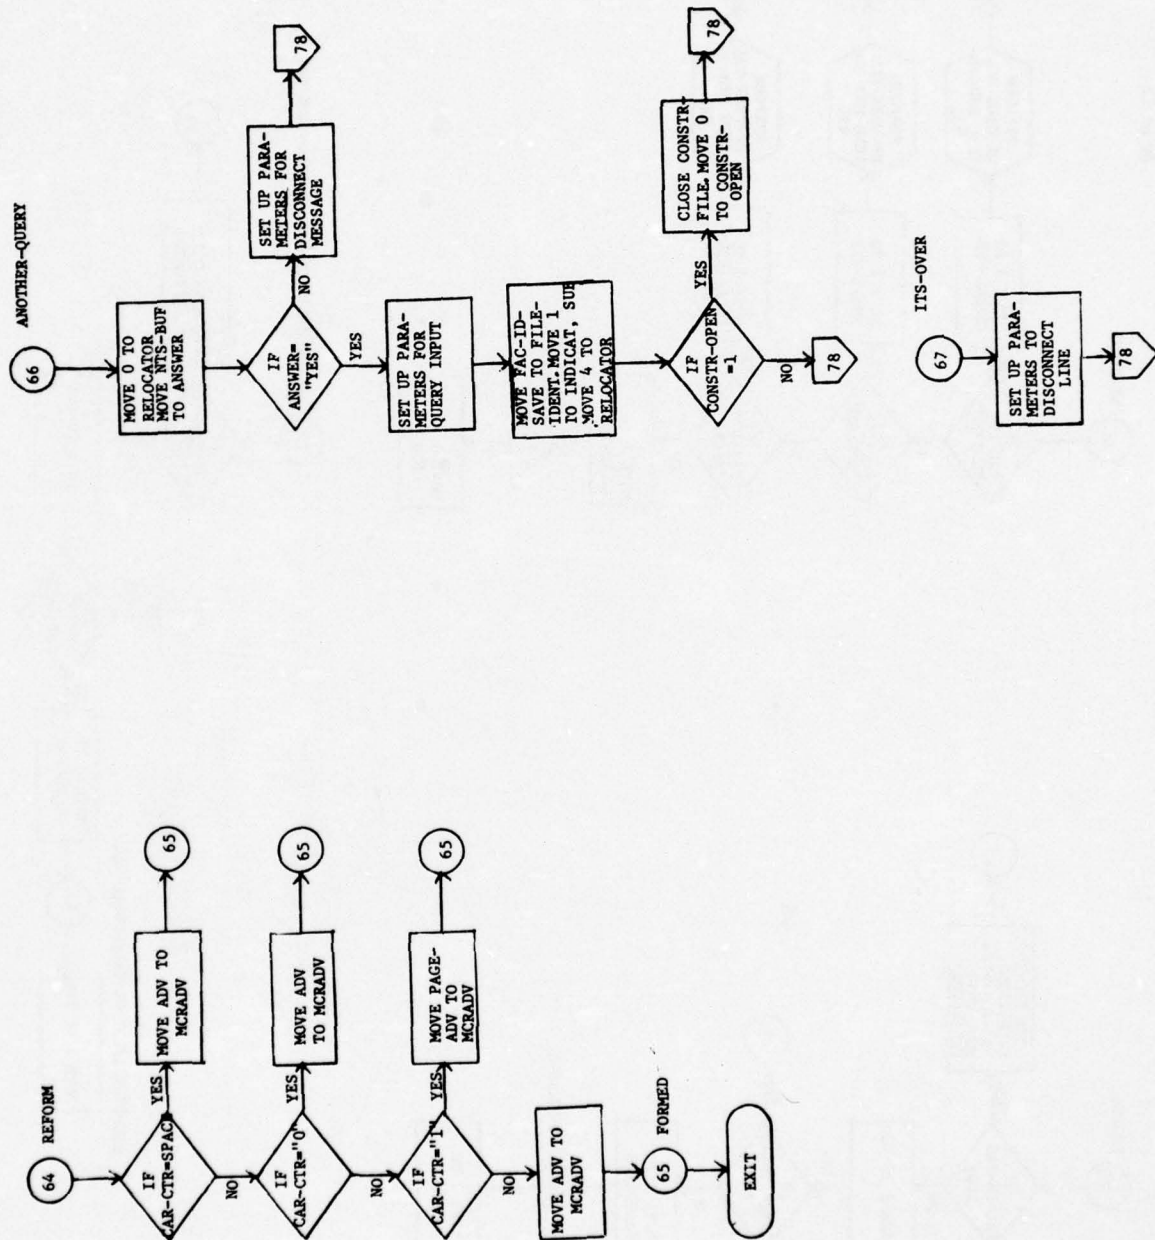 64
REFORM
IF
CAR-CTR=SPACE
YES
MOVE ADV TO
MCRADV
65
NO
IF
CAR-CTR="0"
YES
MOVE ADV
TO MCRADV
65
NO
IF
CAR-CTR="1"
YES
MOVE PAGE-
ADV TO
MCRADV
65
NO
MOVE ADV TO
MCRADV
65
FORMED
EXIT
66
ANOTHER-QUERY
MOVE 0 TO
RELOCATOR
MOVE NTS-BUF
TO ANSWER
IF
ANSWER=
"YES"
NO
SET UP PARA-
METERS FOR
DISCONNECT
MESSAGE
78
YES
SET UP PARA-
METERS FOR
QUERY INPUT
MOVE FAC-ID-
SAVE TO FILE-
IDENT.MOVE 1
TO INDICAT, SUB
MOVE 4 TO
RELOCATOR
IF
CONSTR-OPEN
=1
YES
CLOSE CONSTR-
FILE.MOVE 0
TO CONSTR-
OPEN
78
NO
78
67
ITS-OVER
SET UP PARA-
METERS TO
DISCONNECT
LINE
78